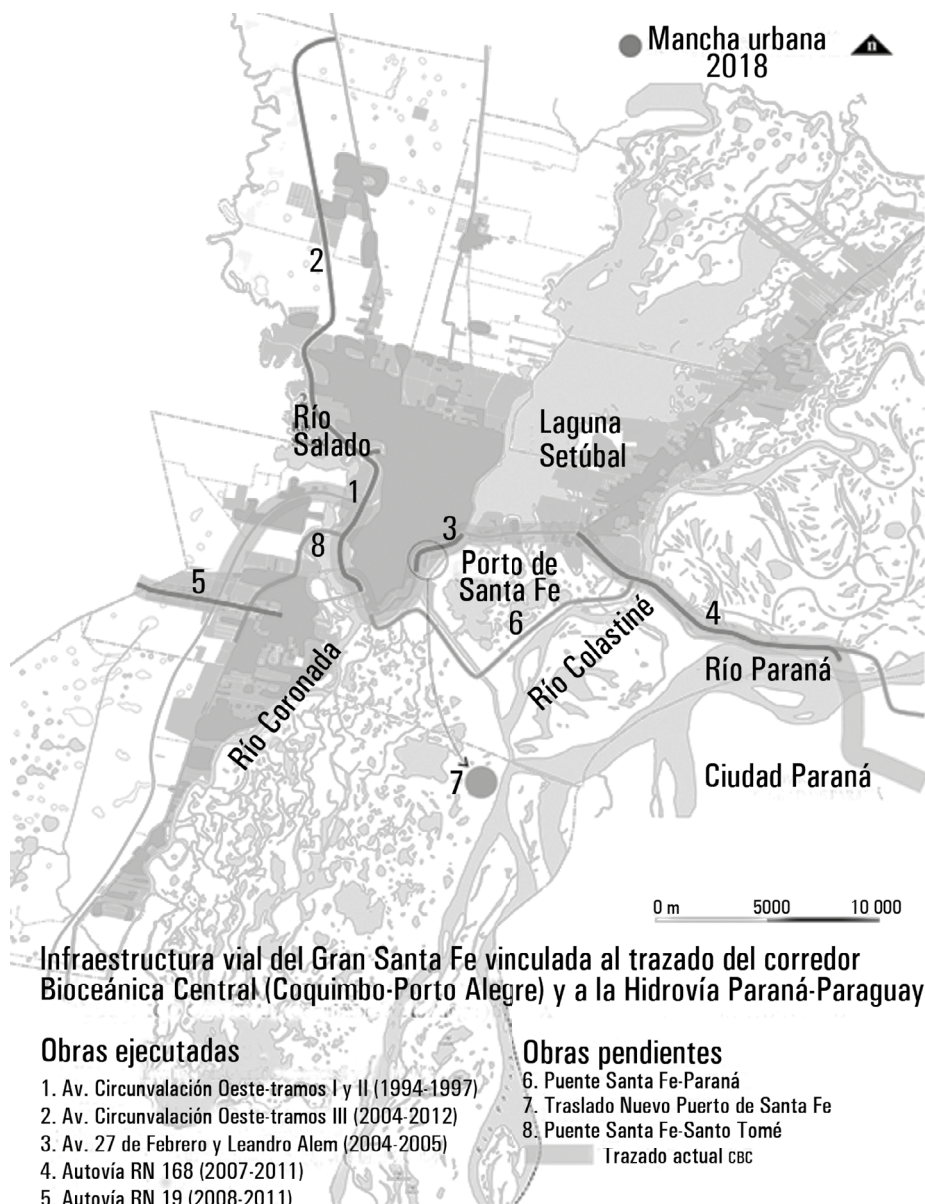 Mancha urbana
2018
n
2
Río
Salado
Laguna
Setúbal
1
3
8
Porto de
Santa Fe
5
6
4
Río Colastiné
Río Paraná
Río Coronada
7
Ciudad Paraná
0 m 5000 10 000
Infraestructura vial del Gran Santa Fe vinculada al trazado del corredor
Bioceánica Central (Coquimbo-Porto Alegre) y a la Hidrovía Paraná-Paraguay
Obras ejecutadas
1. Av. Circunvalación Oeste-tramos I y II (1994-1997)
2. Av. Circunvalación Oeste-tramos III (2004-2012)
3. Av. 27 de Febrero y Leandro Alem (2004-2005)
4. Autovía RN 168 (2007-2011)
5. Autovía RN 19 (2008-2011)
Obras pendientes
6. Puente Santa Fe-Paraná
7. Traslado Nuevo Puerto de Santa Fe
8. Puente Santa Fe-Santo Tomé
Trazado actual CBC